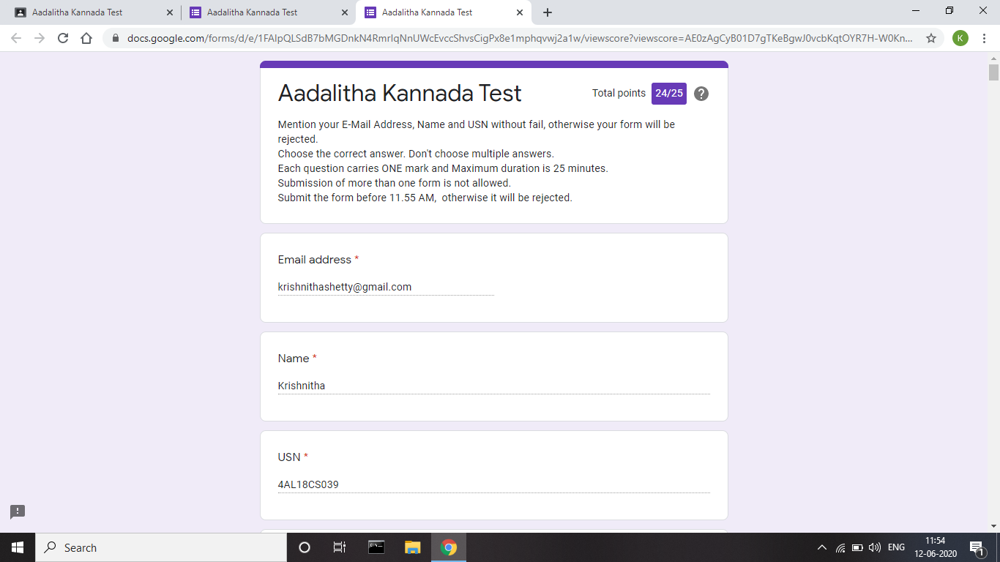 Aadalitha Kannada Test
Aadalitha Kannada Test
Aadalitha Kannada Test
docs.google.com/forms/d/e/1FAIpQLSdB7bMGDnkN4RmrIqNnUWcEvccShvsCigPx8e1mphqvwj2a1w/viewscore?viewscore=AE0zAgCyB01D7gTKeBgwJ0vcbKqtOYR7H-W0Kn...
K
Aadalitha Kannada Test
Total points 24/25
?
Mention your E-Mail Address, Name and USN without fail, otherwise your form will be
rejected.
Choose the correct answer. Don't choose multiple answers.
Each question carries ONE mark and Maximum duration is 25 minutes.
Submission of more than one form is not allowed.
Submit the form before 11.55 AM,  otherwise it will be rejected.
Email address *
krishnithashetty@gmail.com
Name *
Krishnitha
USN *
4AL18CS039
Search
ENG
11:54
12-06-2020
1